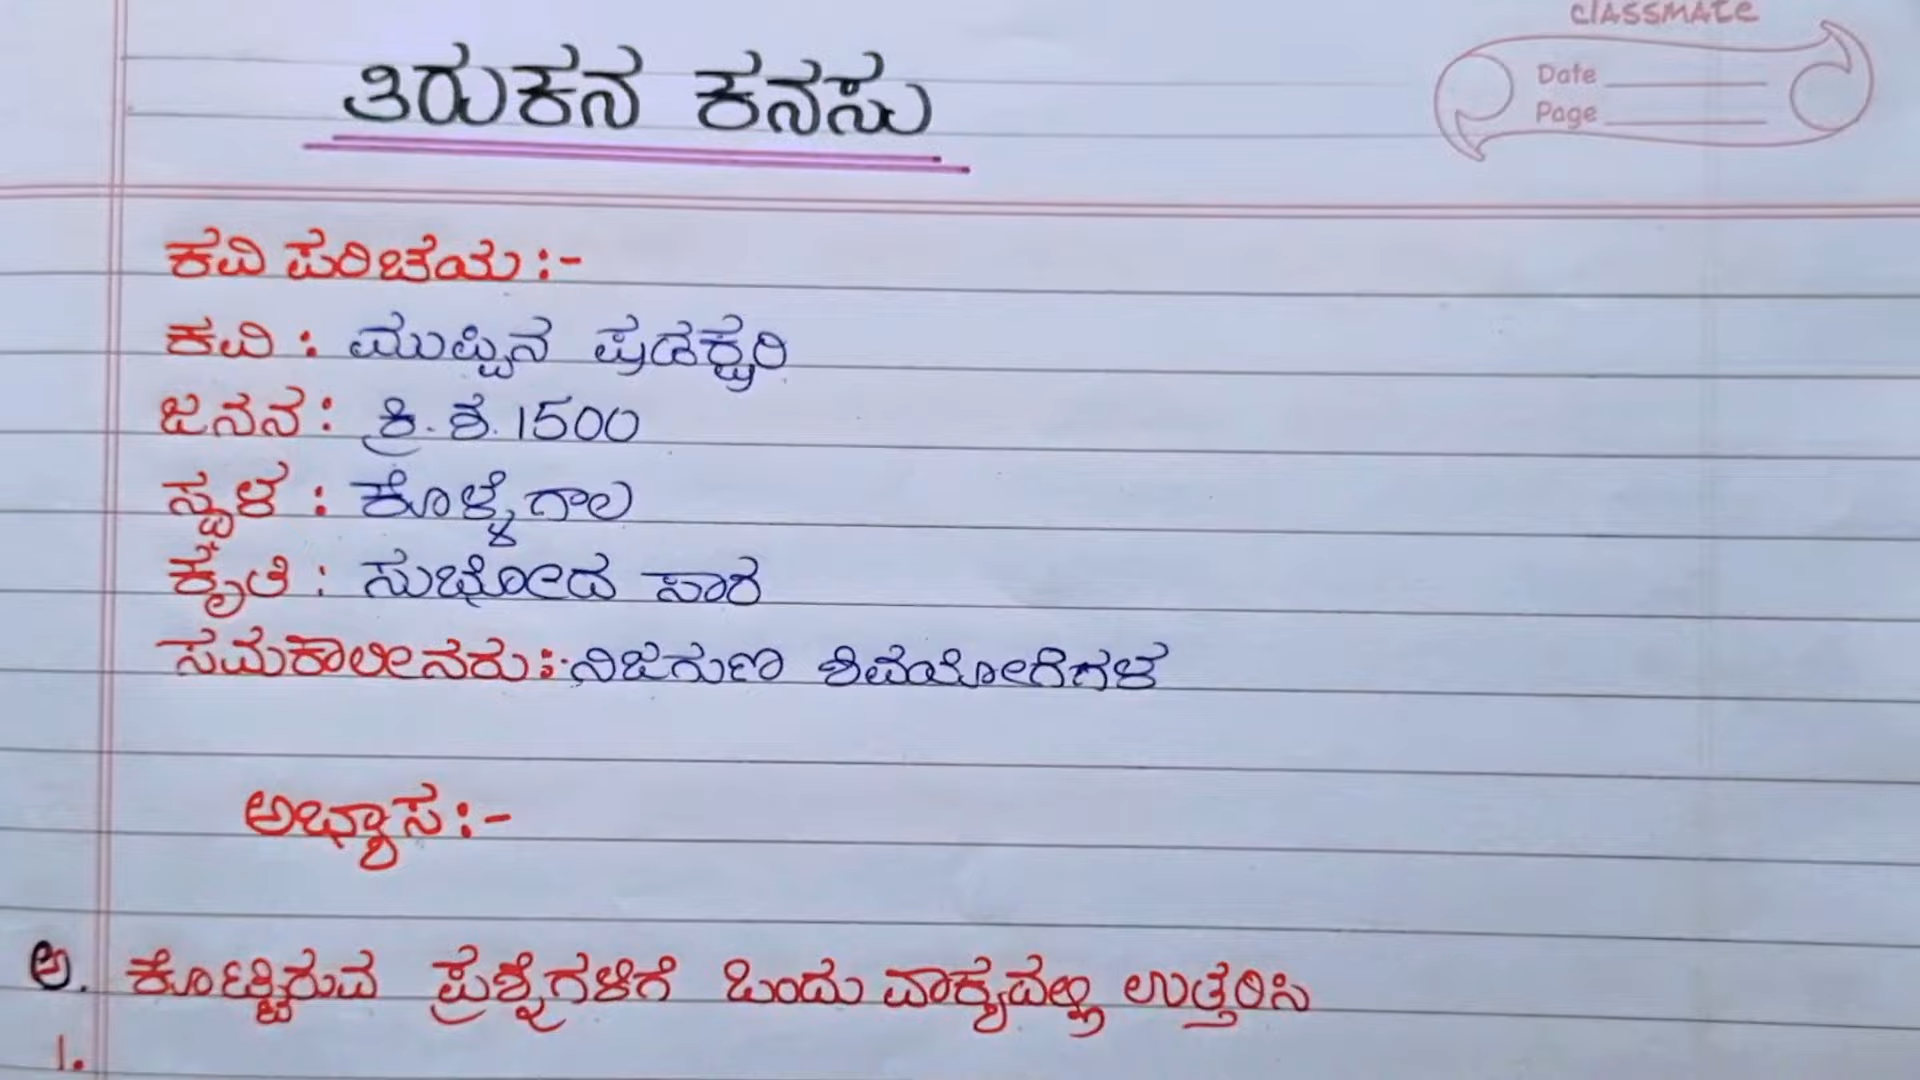 classmate
Date
Page
ತಿರುಕನ ಕನಸು
ಕವಿ ಪರಿಚಯ :-
ಕವಿ : ಮುಪ್ಪಿನ ಷಡಕ್ಷರಿ
ಜನನ : ಕ್ರಿ.ಶ. 1500
ಸ್ಥಳ : ಕೊಳ್ಳೆಗಾಲ
ಕೃತಿ : ಸುಭೋದ ಸಾರ
ಸಮಕಾಲೀನರು : ನಿಜಗುಣ ಶಿವಯೋಗಿಗಳ
ಅಭ್ಯಾಸ :-
ಅ. ಕೊಟ್ಟಿರುವ ಪ್ರಶ್ನೆಗಳಿಗೆ ಒಂದು ವಾಕ್ಯದಲ್ಲಿ ಉತ್ತರಿಸಿ
1.